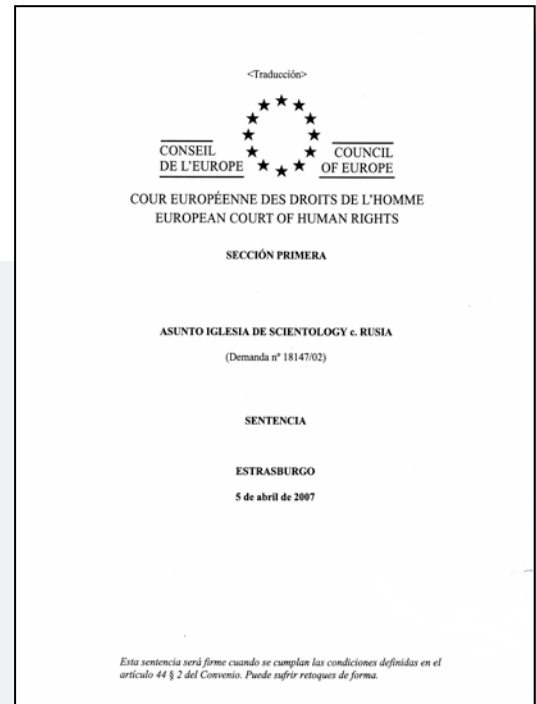 <Traducción>
CONSEIL
DE L'EUROPE
COUNCIL
OF EUROPE
COUR EUROPÉENNE DES DROITS DE L'HOMME
EUROPEAN COURT OF HUMAN RIGHTS
SECCIÓN PRIMERA
ASUNTO IGLESIA DE SCIENTOLOGY c. RUSIA
(Demanda nº 18147/02)
SENTENCIA
ESTRASBURGO
5 de abril de 2007
Esta sentencia será firme cuando se cumplan las condiciones definidas en el
artículo 44 § 2 del Convenio. Puede sufrir retoques de forma.